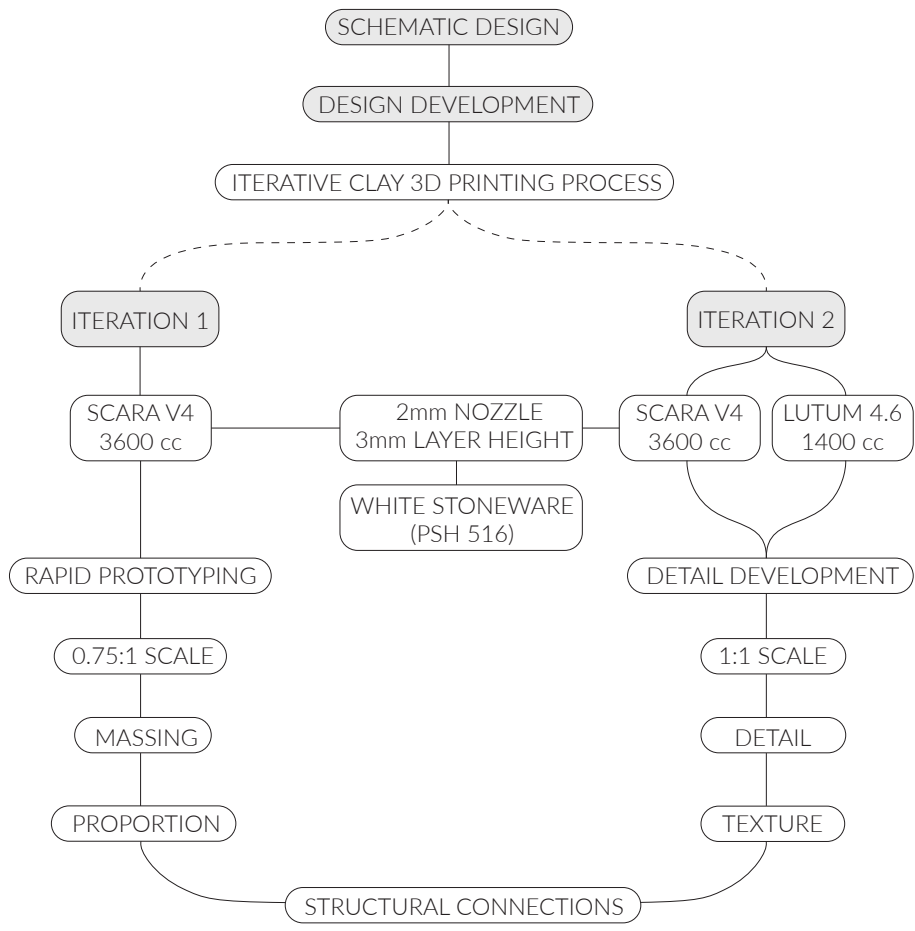 SCHEMATIC DESIGN
DESIGN DEVELOPMENT
ITERATIVE CLAY 3D PRINTING PROCESS
ITERATION 1
ITERATION 2
SCARA V4
3600 cc
2mm NOZZLE
3mm LAYER HEIGHT
SCARA V4
3600 cc
LUTUM 4.6
1400 cc
WHITE STONEWARE
(PSH 516)
RAPID PROTOTYPING
DETAIL DEVELOPMENT
0.75:1 SCALE
1:1 SCALE
MASSING
DETAIL
PROPORTION
TEXTURE
STRUCTURAL CONNECTIONS